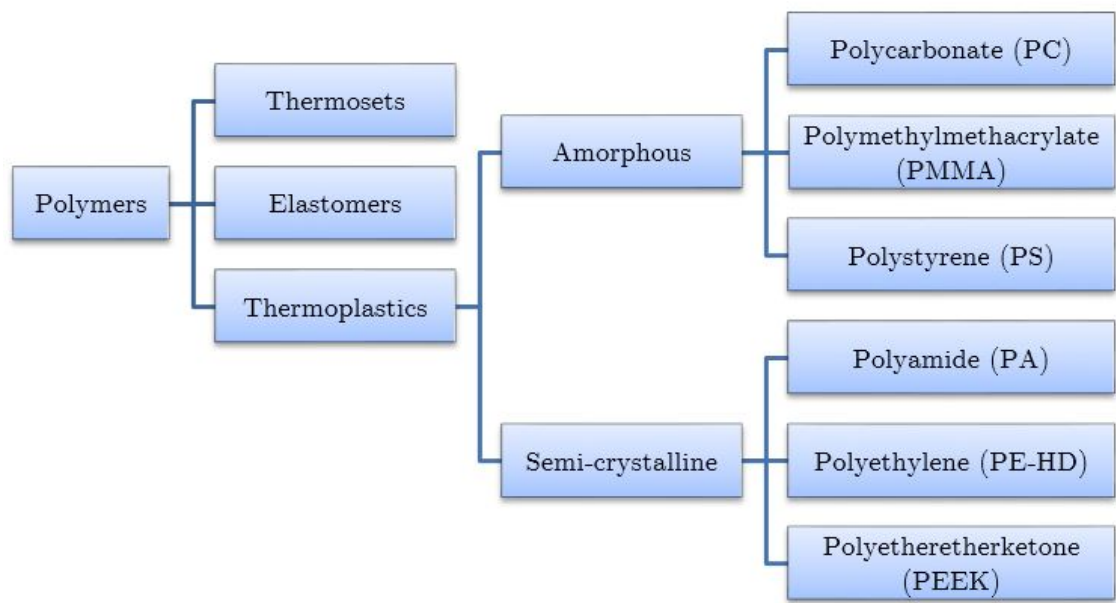 Polymers
Thermosets
Elastomers
Thermoplastics
Amorphous
Semi-crystalline
Polycarbonate (PC)
Polymethylmethacrylate
(PMMA)
Polystyrene (PS)
Polyamide (PA)
Polyethylene (PE-HD)
Polyetheretherketone
(PEEK)